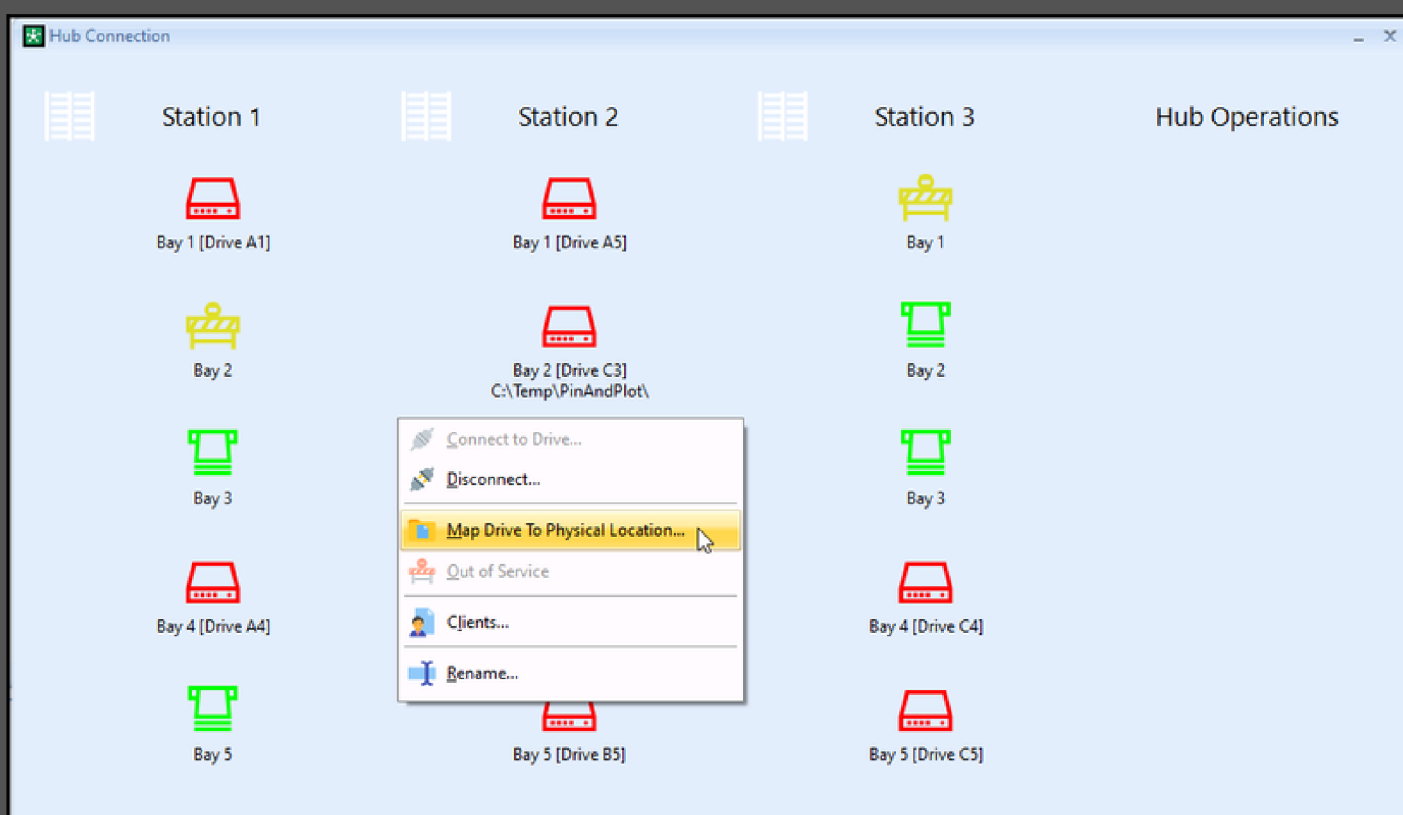 Hub Connection
Station 1
Station 2
Station 3
Hub Operations
Bay 1 [Drive A1]
Bay 1 [Drive A5]
Bay 1
Bay 2
Bay 2 [Drive C3]
C:\Temp\PinAndPlot\
Bay 2
Bay 3
Bay 3
Connect to Drive...
Disconnect...
Map Drive To Physical Location...
Out of Service
Clients...
Rename...
Bay 4 [Drive A4]
Bay 4 [Drive C4]
Bay 5
Bay 5 [Drive B5]
Bay 5 [Drive C5]